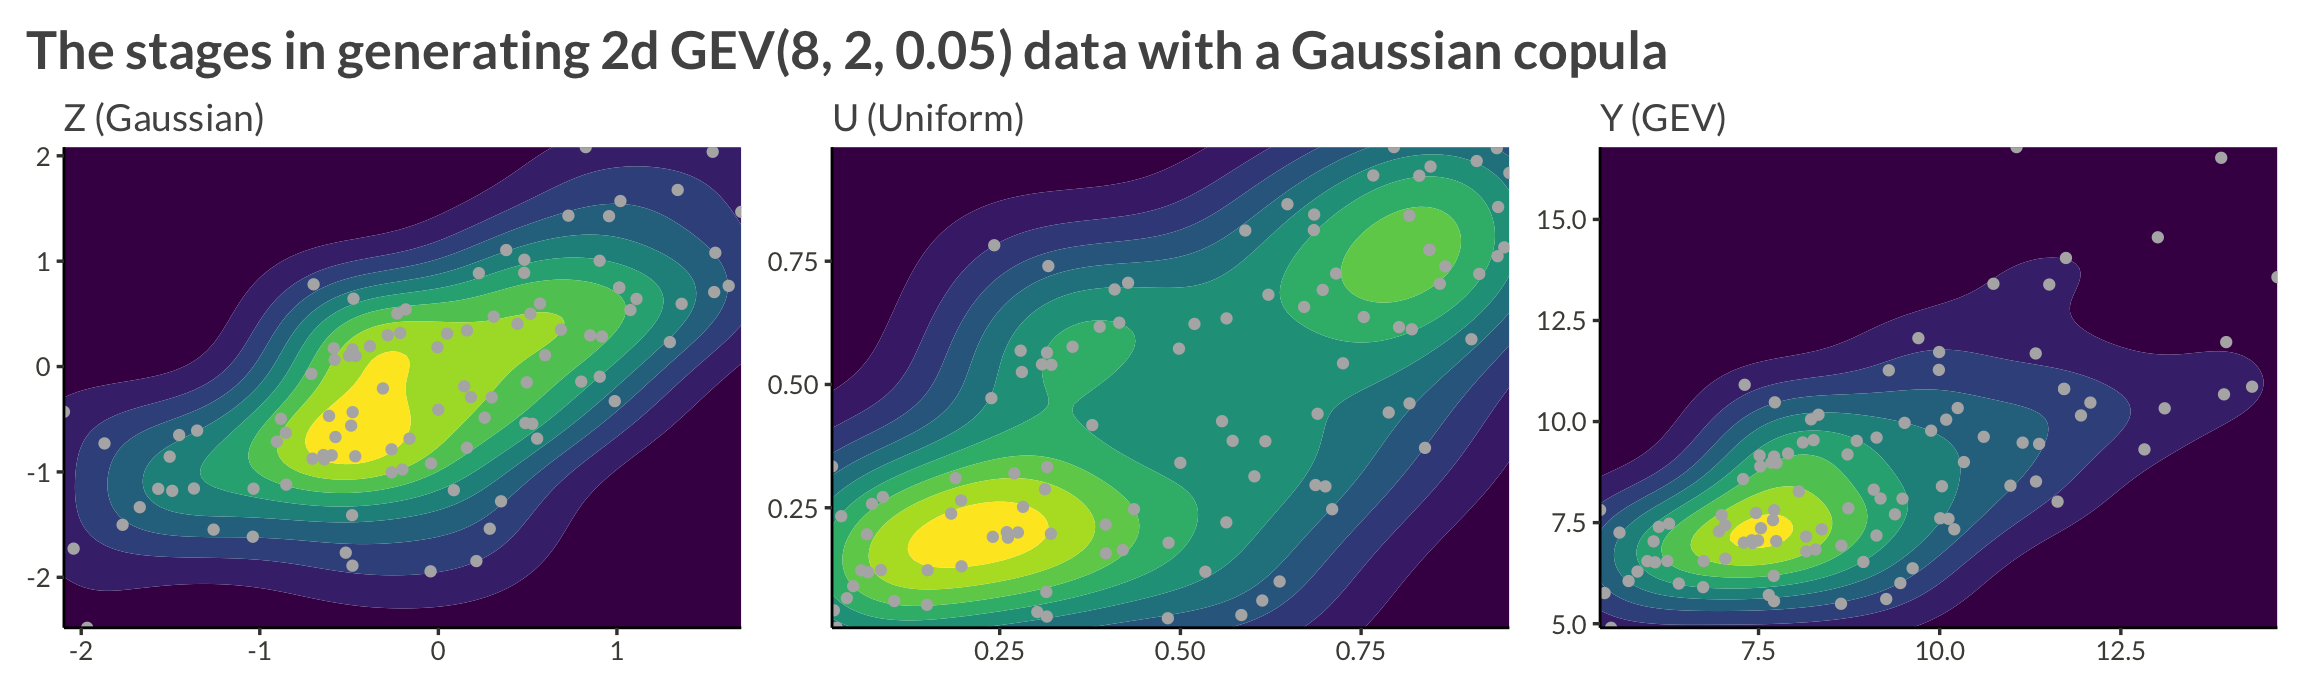 The stages in generating 2d GEV(8, 2, 0.05) data with a Gaussian copula
Z (Gaussian)
2
1
0
-1
-2
-2 -1 0 1
U (Uniform)
0.75
0.50
0.25
0.25 0.50 0.75
Y (GEV)
15.0
12.5
10.0
7.5
5.0
7.5 10.0 12.5